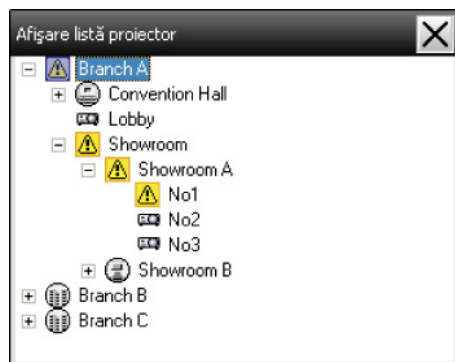 Afişare listă proiector
Branch A
Convention Hall
Lobby
Showroom
Showroom A
No1
No2
No3
Showroom B
Branch B
Branch C